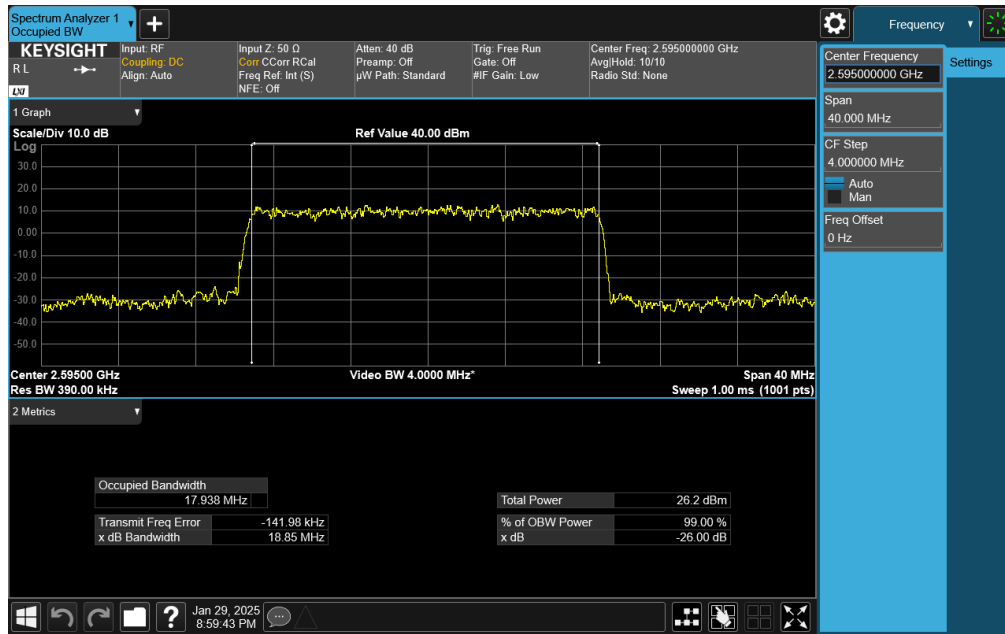 Spectrum Analyzer 1
Occupied BW
Frequency
KEYSIGHT
R L
LXI
Input: RF
Coupling: DC
Align: Auto
Input Z: 50 Ω
Corr CCorr RCal
Freq Ref: Int (S)
NFE: Off
Atten: 40 dB
Preamp: Off
µW Path: Standard
Trig: Free Run
Gate: Off
#IF Gain: Low
Center Freq: 2.595000000 GHz
Avg|Hold: 10/10
Radio Std: None
Center Frequency
2.595000000 GHz
Settings
Span
40.000 MHz
CF Step
4.000000 MHz
Auto
Man
Freq Offset
0 Hz
1 Graph
Scale/Div 10.0 dB
Ref Value 40.00 dBm
Log
30.0
20.0
10.0
0.00
-10.0
-20.0
-30.0
-40.0
-50.0
Center 2.59500 GHz
Video BW 4.0000 MHz*
Span 40 MHz
Res BW 390.00 kHz
Sweep 1.00 ms (1001 pts)
2 Metrics
Occupied Bandwidth
17.938 MHz
Total Power 26.2 dBm
Transmit Freq Error -141.98 kHz
% of OBW Power 99.00 %
x dB Bandwidth 18.85 MHz
x dB -26.00 dB
?
Jan 29, 2025
8:59:43 PM